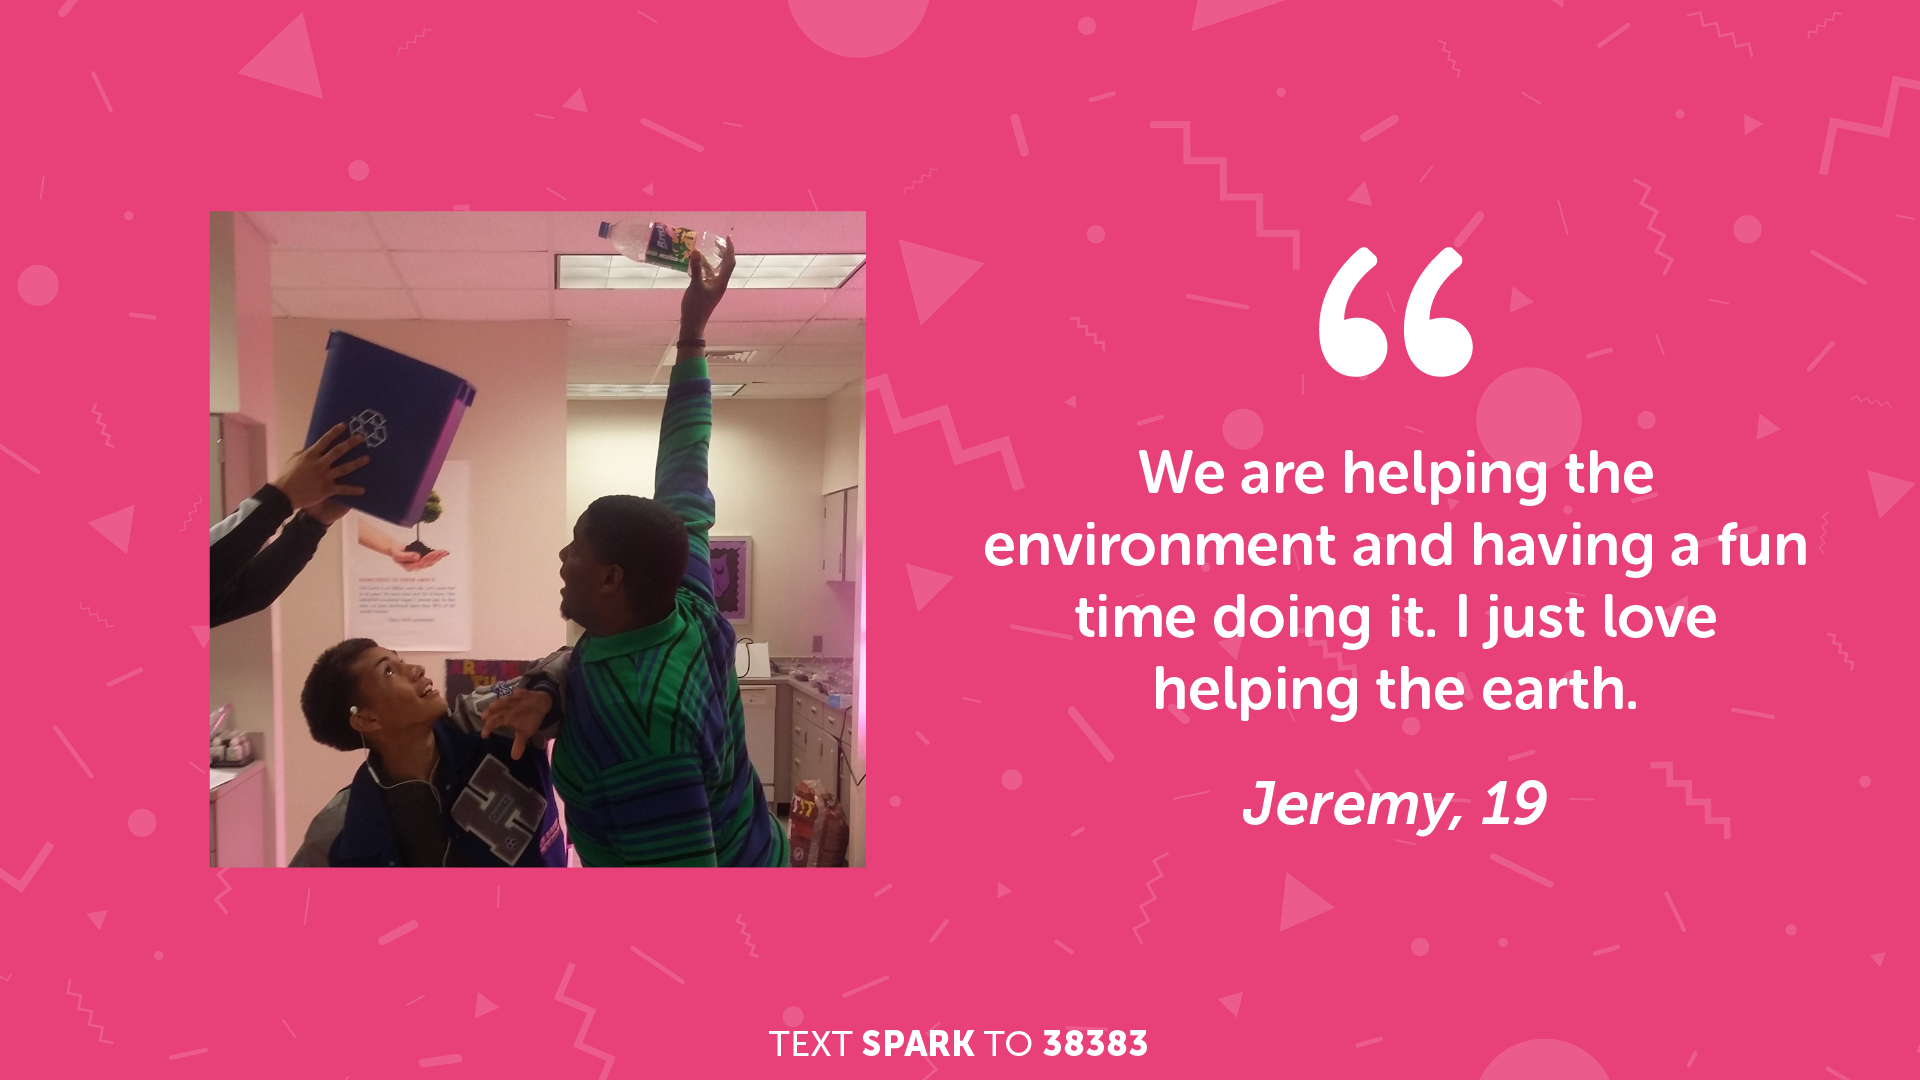 “
We are helping the
environment and having a fun
time doing it. I just love
helping the earth.
Jeremy, 19
TEXT SPARK TO 38383